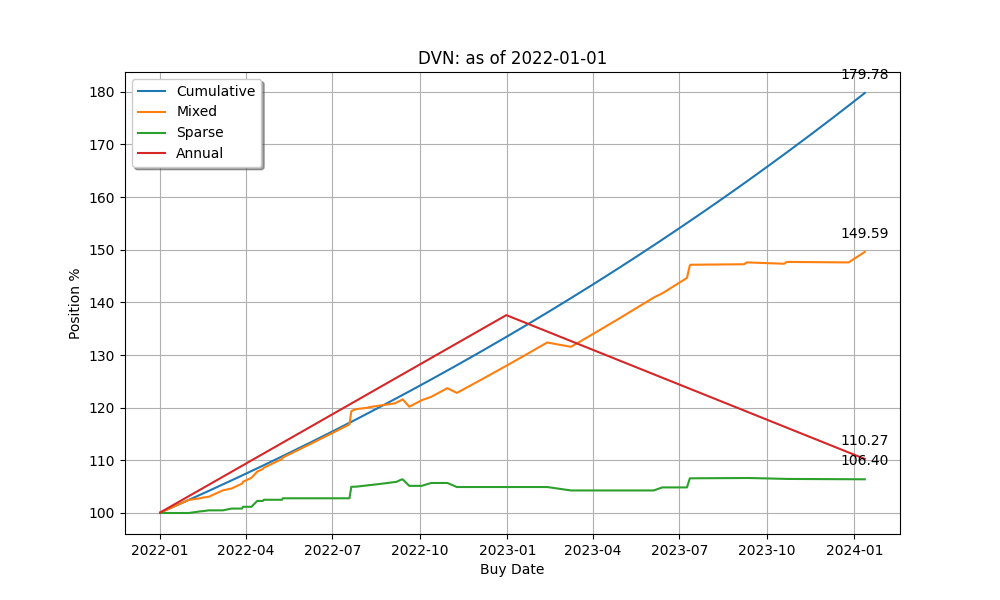 DVN: as of 2022-01-01
179.78
Cumulative
Mixed
Sparse
Annual
180
170
160
150
140
130
120
110
100
149.59
110.27
106.40
Position %
2022-01 2022-04 2022-07 2022-10 2023-01 2023-04 2023-07 2023-10 2024-01
Buy Date